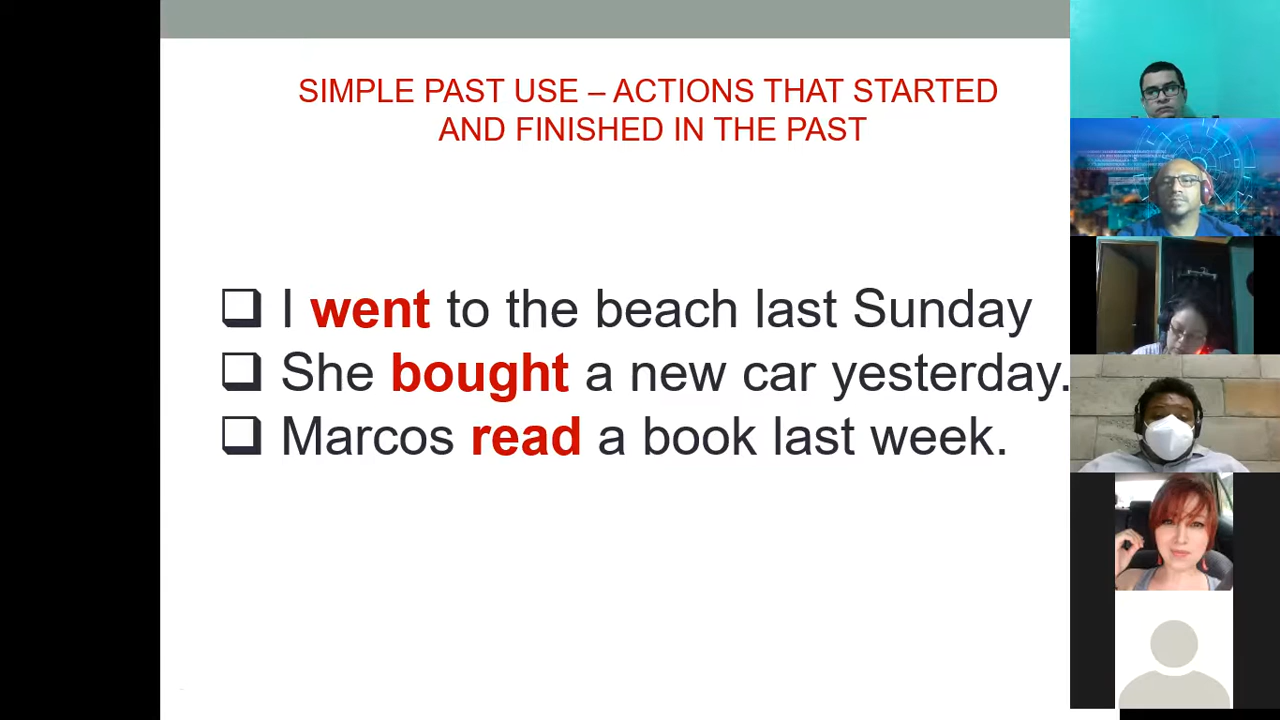 SIMPLE PAST USE – ACTIONS THAT STARTED
AND FINISHED IN THE PAST
I went to the beach last Sunday
She bought a new car yesterday.
Marcos read a book last week.